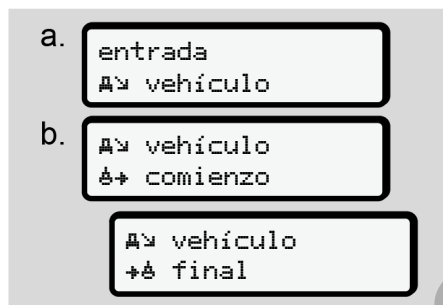 a.
entrada
vehículo
b.
vehículo
comienzo
vehículo
final